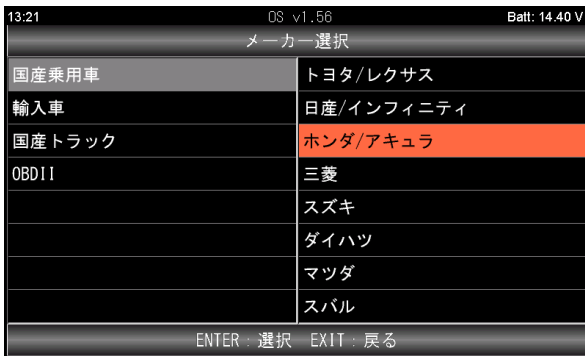 13:21 OS v1.56 Batt: 14.40 V
メーカー選択
国産乗用車
輸入車
国産トラック
OBDII
トヨタ/レクサス
日産/インフィニティ
ホンダ/アキュラ
三菱
スズキ
ダイハツ
マツダ
スバル
ENTER：選択 EXIT：戻る